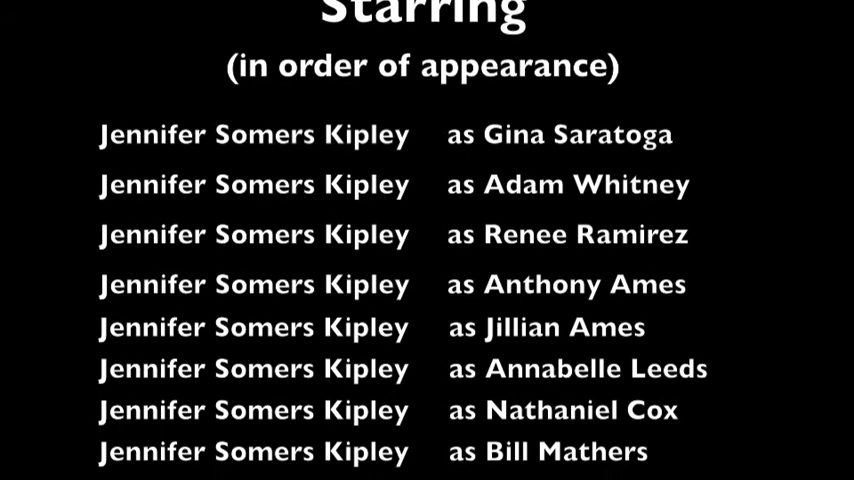 Starring
(in order of appearance)
Jennifer Somers Kipley as Gina Saratoga
Jennifer Somers Kipley as Adam Whitney
Jennifer Somers Kipley as Renee Ramirez
Jennifer Somers Kipley as Anthony Ames
Jennifer Somers Kipley as Jillian Ames
Jennifer Somers Kipley as Annabelle Leeds
Jennifer Somers Kipley as Nathaniel Cox
Jennifer Somers Kipley as Bill Mathers